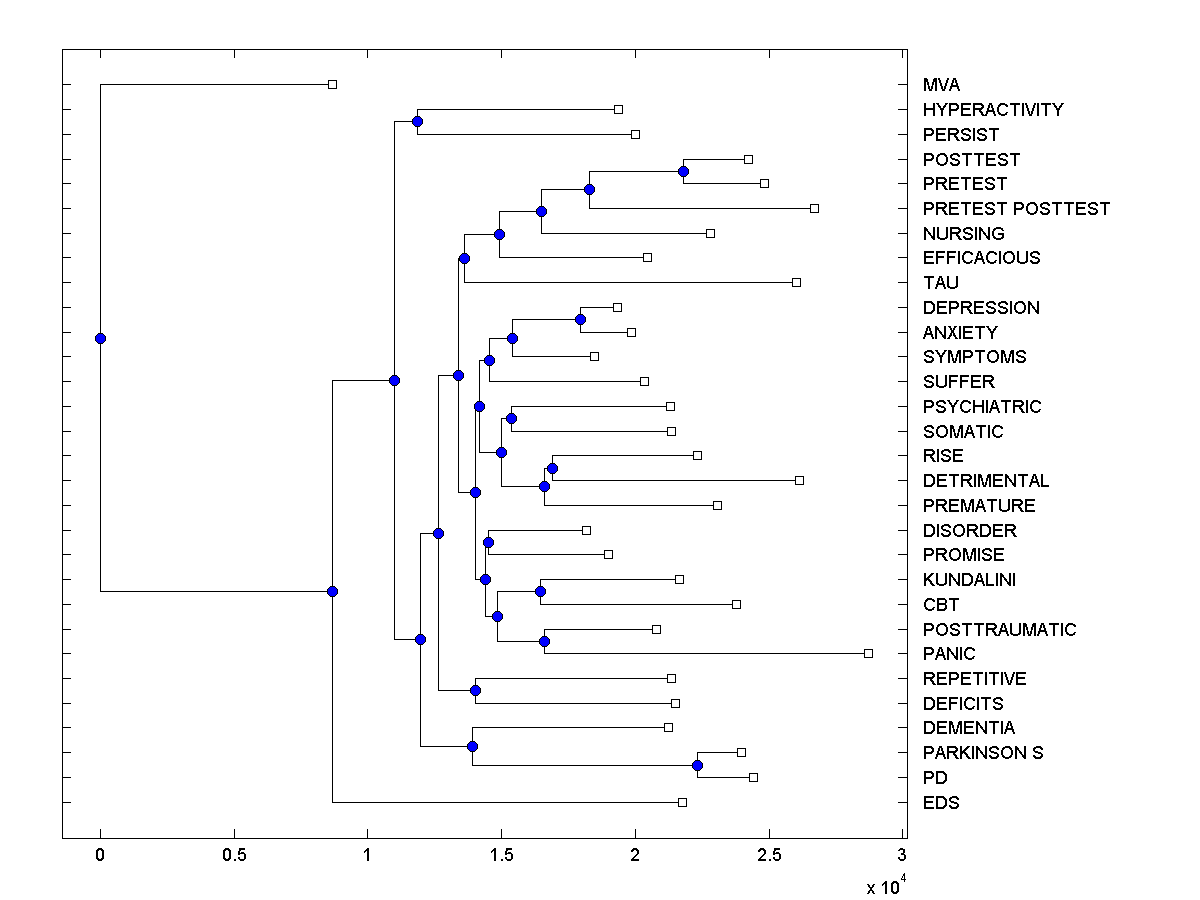 MVA
HYPERACTIVITY
PERSIST
POSTTEST
PRETEST
PRETEST POSTTEST
NURSING
EFFICACIOUS
TAU
DEPRESSION
ANXIETY
SYMPTOMS
SUFFER
PSYCHIATRIC
SOMATIC
RISE
DETRIMENTAL
PREMATURE
DISORDER
PROMISE
KUNDALINI
CBT
POSTTRAUMATIC
PANIC
REPETITIVE
DEFICITS
DEMENTIA
PARKINSON S
PD
EDS
0 0.5 1 1.5 2 2.5 3
x 10^4